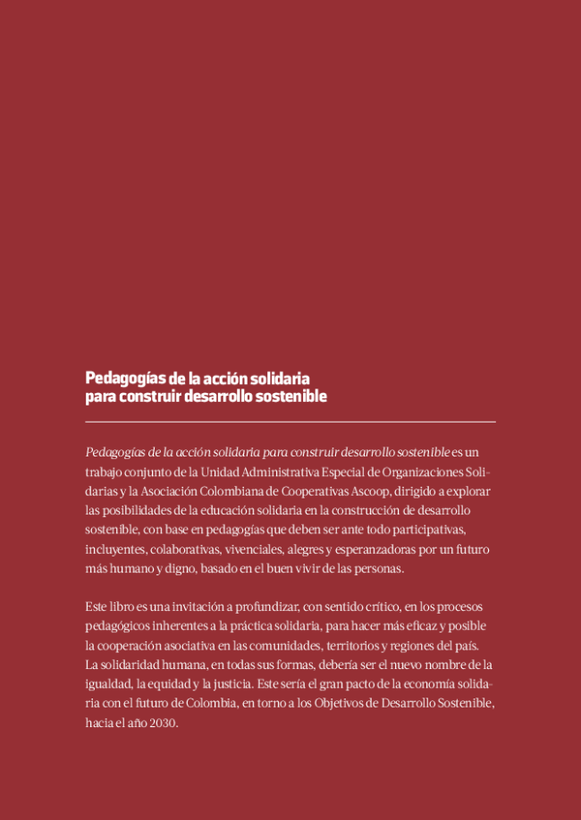 Pedagogías de la acción solidaria
para construir desarrollo sostenible
Pedagogías de la acción solidaria para construir desarrollo sostenible es un
trabajo conjunto de la Unidad Administrativa Especial de Organizaciones Soli-
darias y la Asociación Colombiana de Cooperativas Ascoop, dirigido a explorar
las posibilidades de la educación solidaria en la construcción de desarrollo
sostenible, con base en pedagogías que deben ser ante todo participativas,
incluyentes, colaborativas, vivenciales, alegres y esperanzadoras por un futuro
más humano y digno, basado en el buen vivir de las personas.
Este libro es una invitación a profundizar, con sentido crítico, en los procesos
pedagógicos inherentes a la práctica solidaria, para hacer más eficaz y posible
la cooperación asociativa en las comunidades, territorios y regiones del país.
La solidaridad humana, en todas sus formas, debería ser el nuevo nombre de la
igualdad, la equidad y la justicia. Este sería el gran pacto de la economía solida-
ria con el futuro de Colombia, en torno a los Objetivos de Desarrollo Sostenible,
hacia el año 2030.